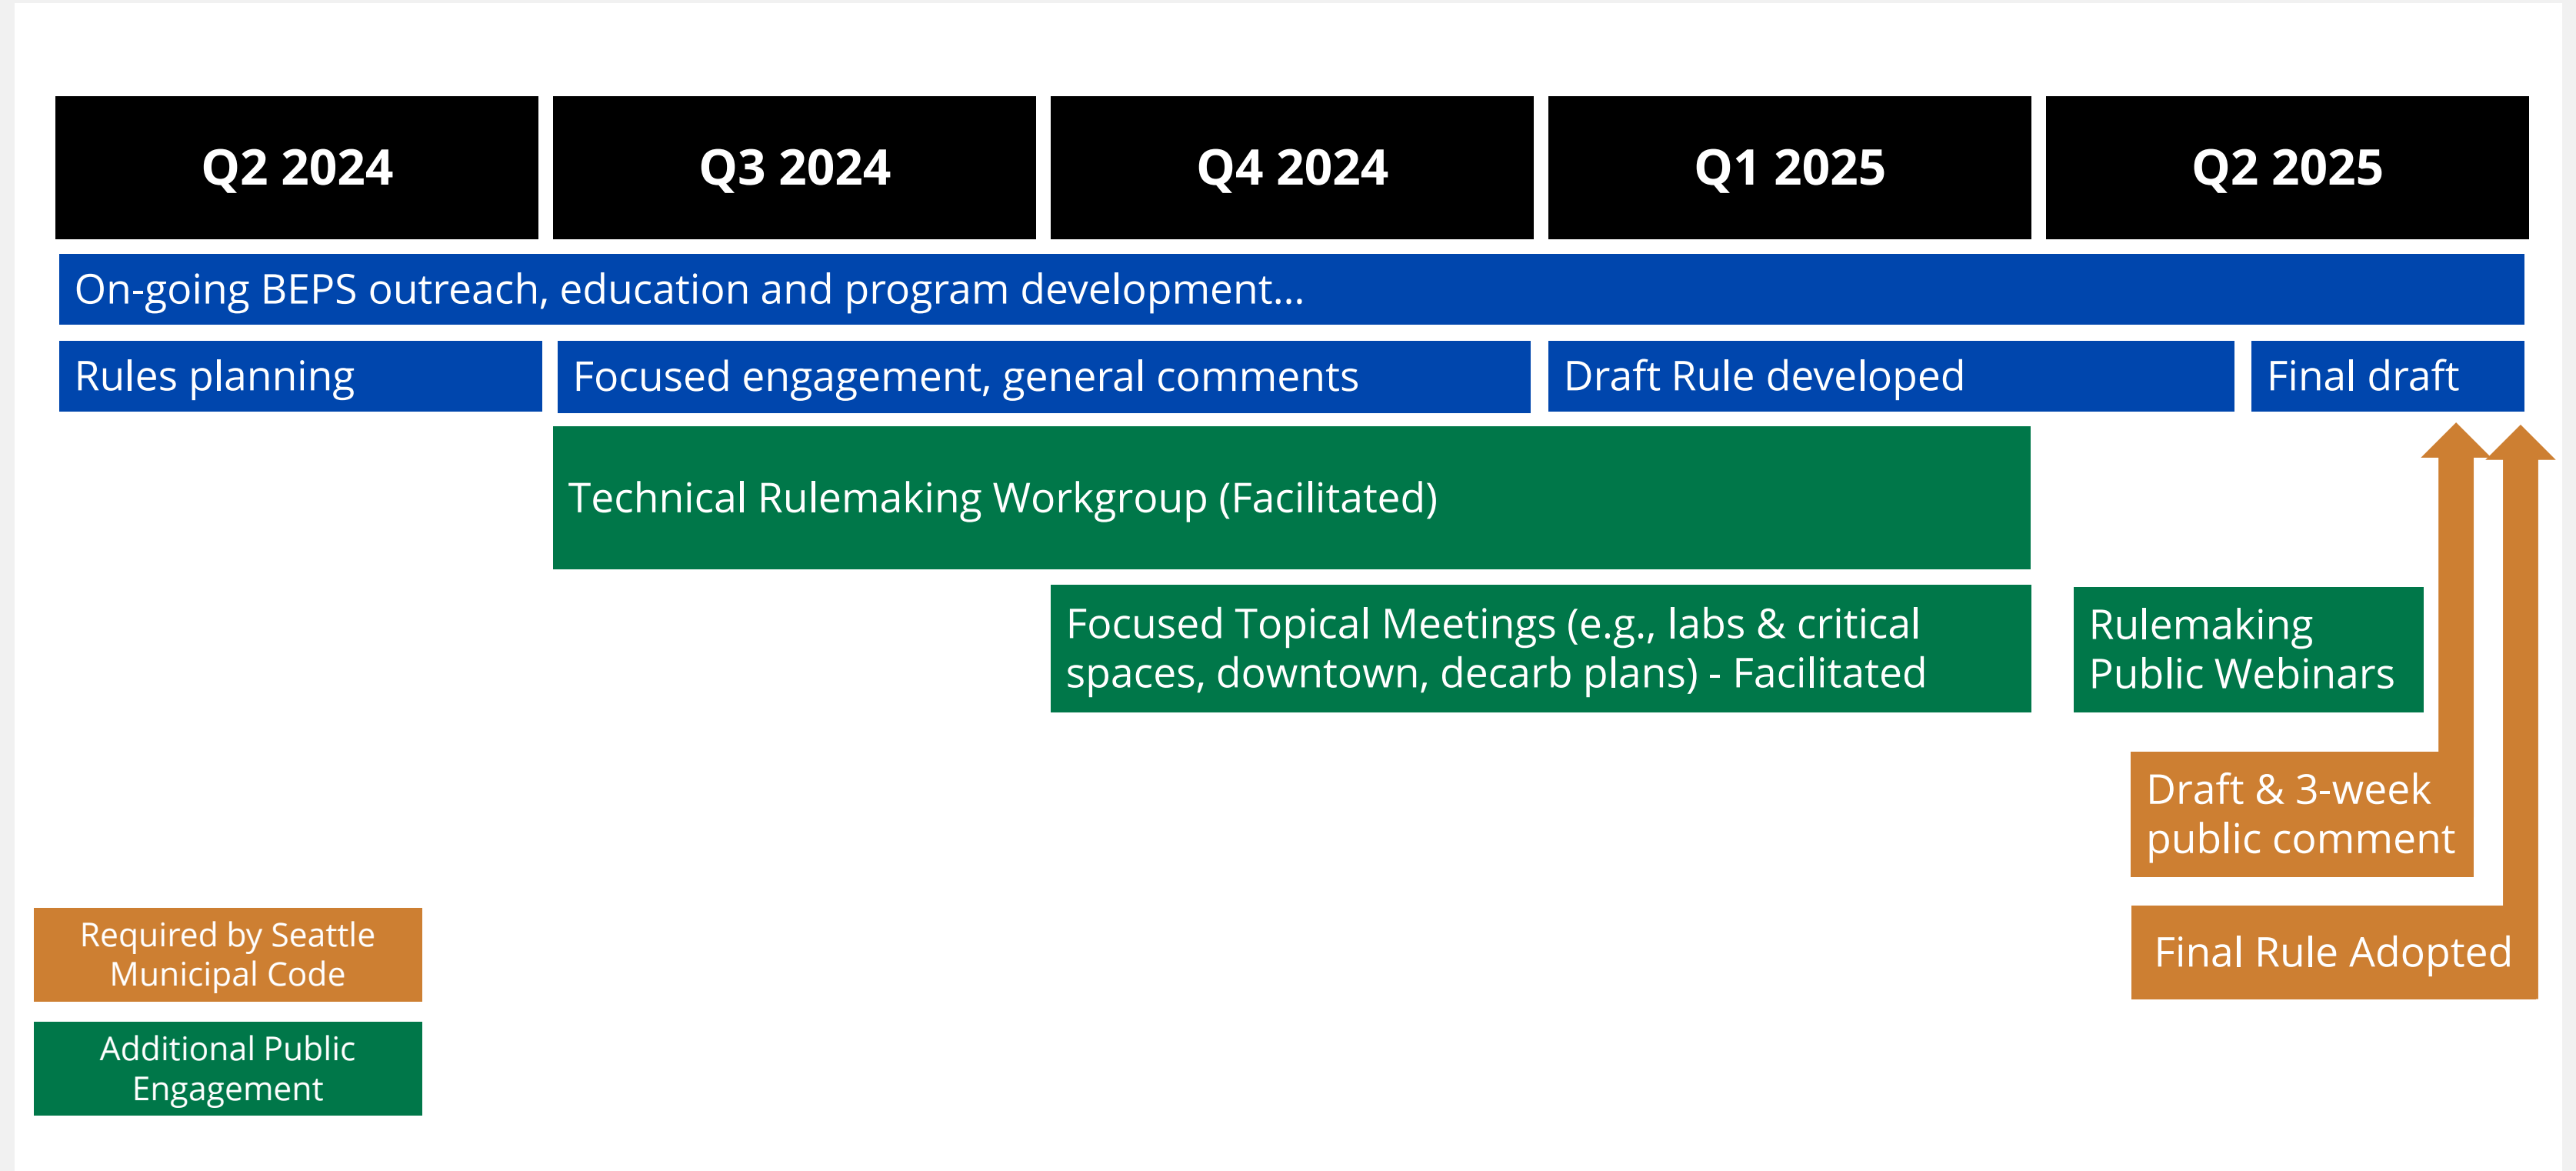 Q2 2024
Q3 2024
Q4 2024
Q1 2025
Q2 2025
On-going BEPS outreach, education and program development...
Rules planning
Focused engagement, general comments
Draft Rule developed
Final draft
Technical Rulemaking Workgroup (Facilitated)
Focused Topical Meetings (e.g., labs & critical
spaces, downtown, decarb plans) - Facilitated
Rulemaking
Public Webinars
Draft & 3-week
public comment
Final Rule Adopted
Required by Seattle
Municipal Code
Additional Public
Engagement